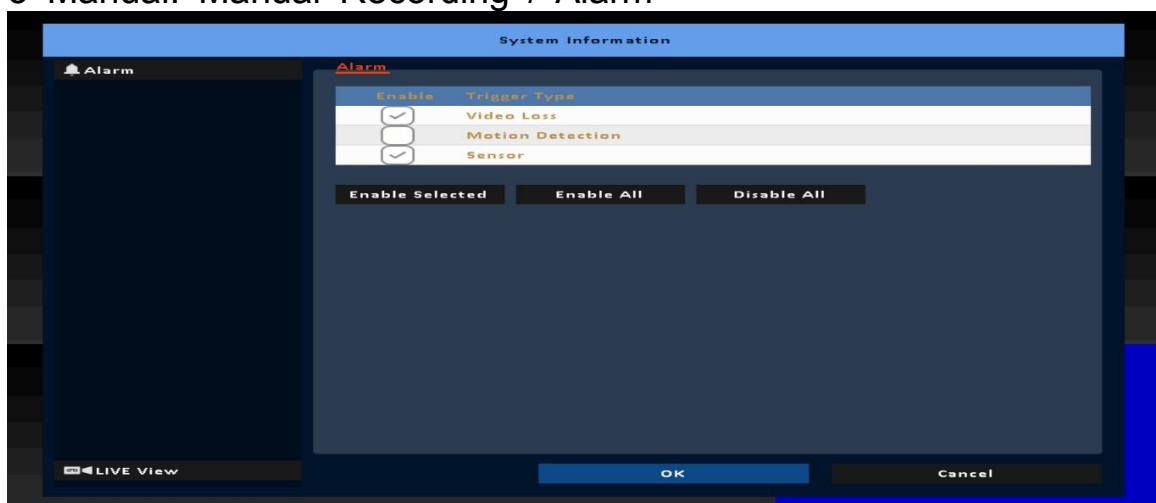 Manual: Manual Recording / Alarm
System Information
Alarm
Alarm
Enable Trigger Type
Video Loss
Motion Detection
Sensor
Enable Selected Enable All Disable All
LIVE View OK Cancel